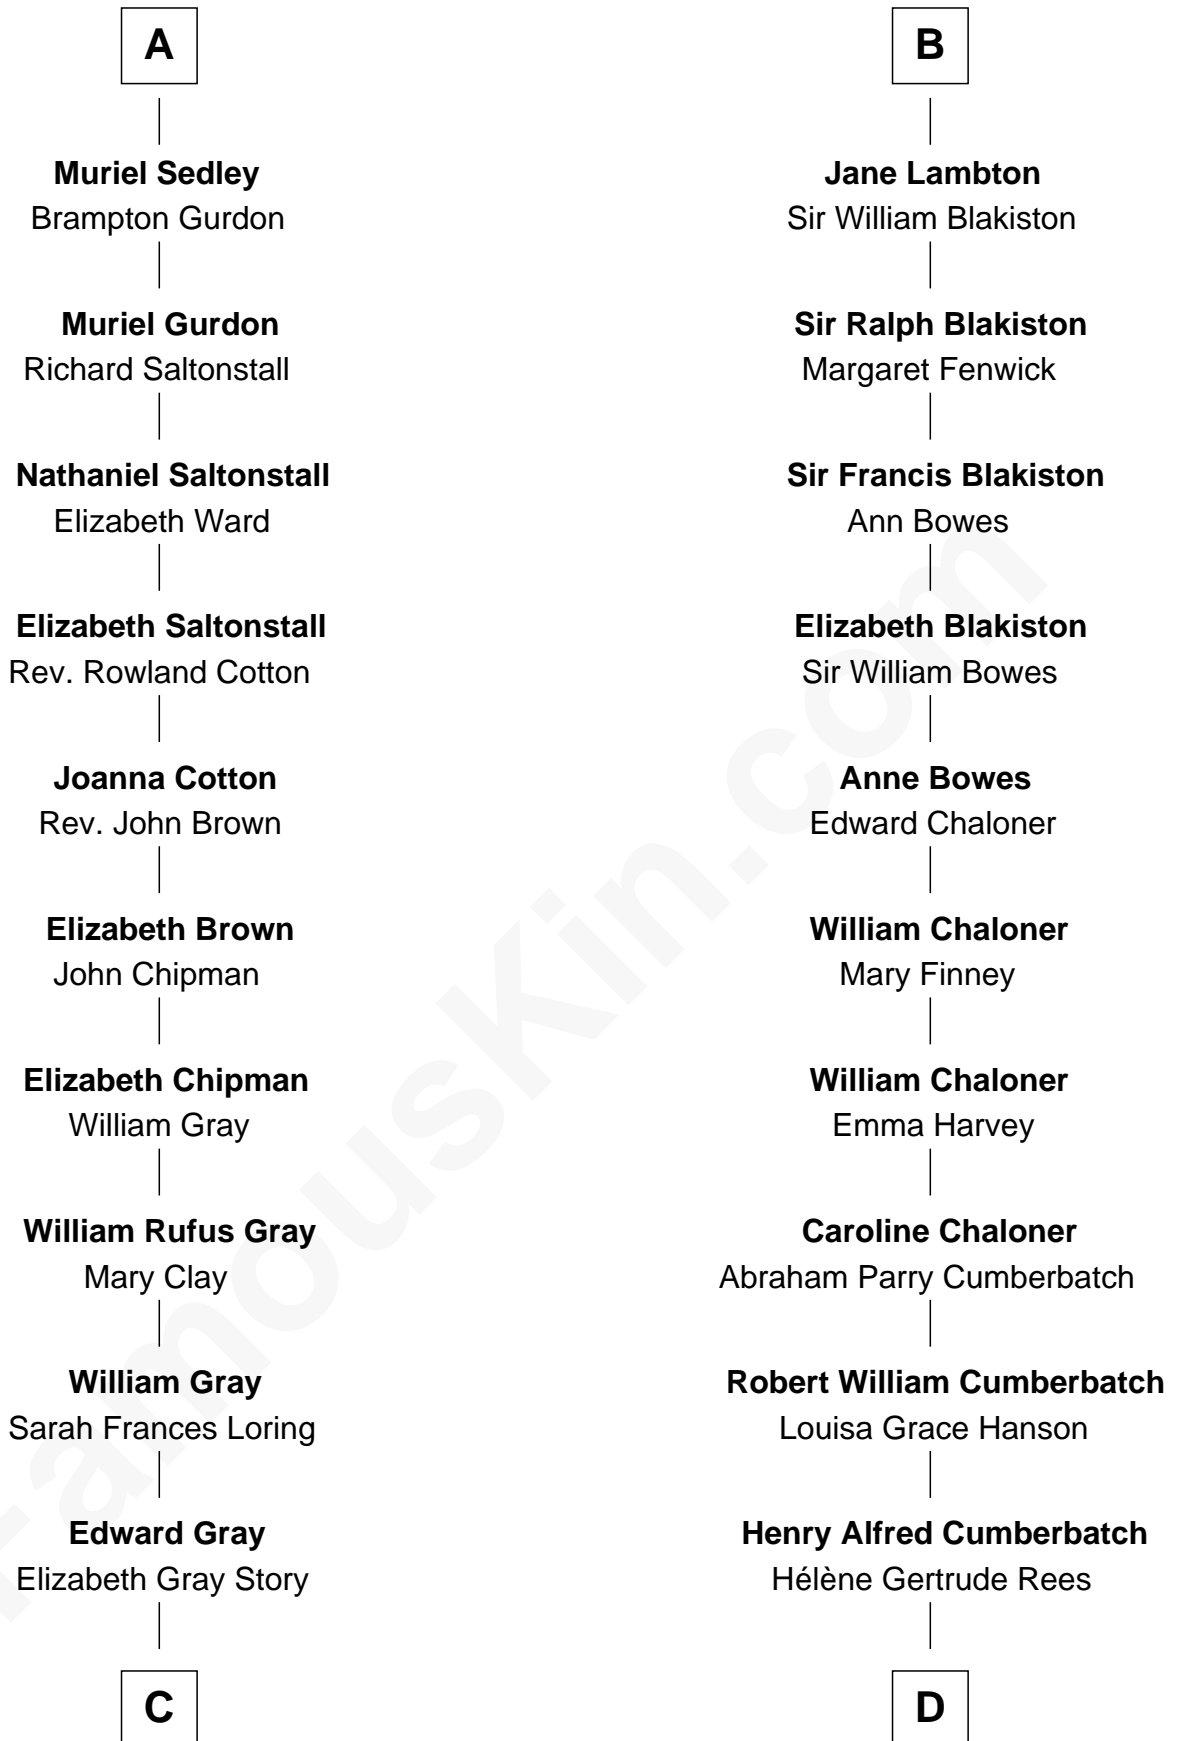 A
Muriel Sedley
Brampton Gurdon
Muriel Gurdon
Richard Saltonstall
Nathaniel Saltonstall
Elizabeth Ward
Elizabeth Saltonstall
Rev. Rowland Cotton
Joanna Cotton
Rev. John Brown
Elizabeth Brown
John Chipman
Elizabeth Chipman
William Gray
William Rufus Gray
Mary Clay
William Gray
Sarah Frances Loring
Edward Gray
Elizabeth Gray Story
C
B
Jane Lambton
Sir William Blakiston
Sir Ralph Blakiston
Margaret Fenwick
Sir Francis Blakiston
Ann Bowes
Elizabeth Blakiston
Sir William Bowes
Anne Bowes
Edward Chaloner
William Chaloner
Mary Finney
William Chaloner
Emma Harvey
Caroline Chaloner
Abraham Parry Cumberbatch
Robert William Cumberbatch
Louisa Grace Hanson
Henry Alfred Cumberbatch
Hélène Gertrude Rees
D
FamousKin.com